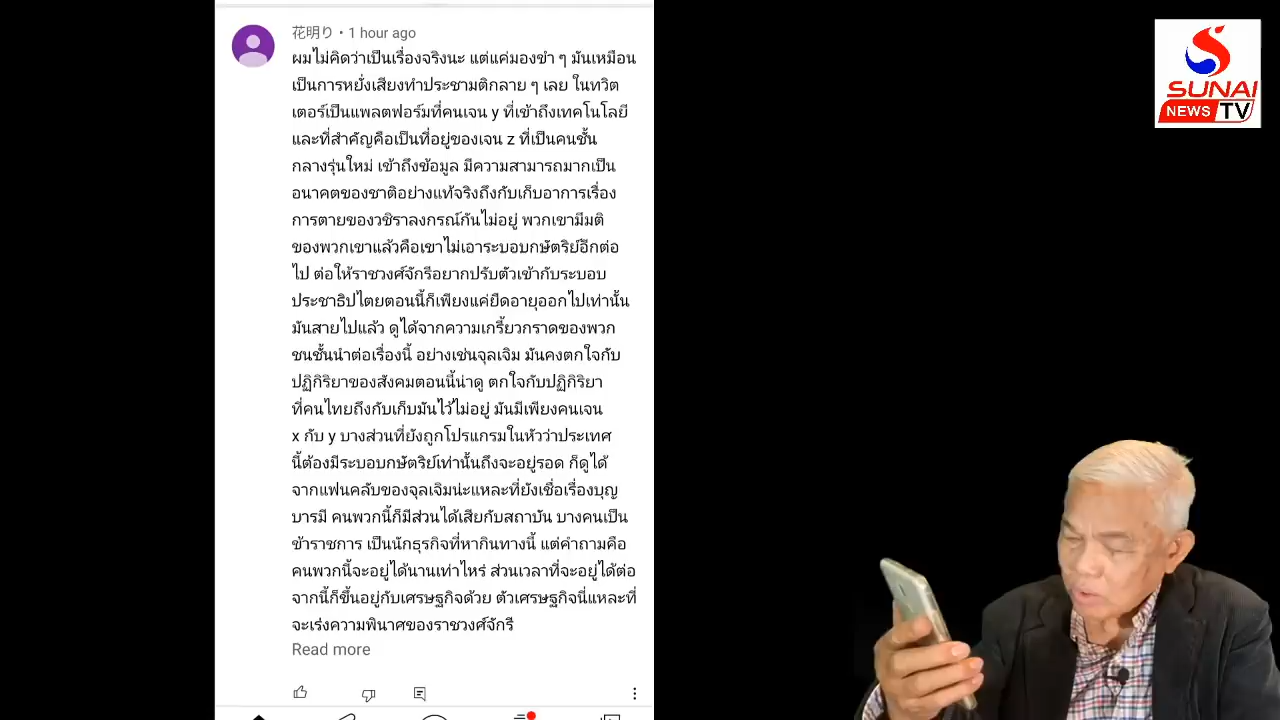 花明り • 1 hour ago
ผมไม่คิดว่าเป็นเรื่องจริงนะ แต่แค่มองขำ ๆ มันเหมือน
เป็นการหยั่งเสียงทำประชามติกลาย ๆ เลย ในทวิต
เตอร์เป็นแพลตฟอร์มที่คนเจน y ที่เข้าถึงเทคโนโลยี
และที่สำคัญคือเป็นที่อยู่ของเจน z ที่เป็นคนชั้น
กลางรุ่นใหม่ เข้าถึงข้อมูล มีความสามารถมากเป็น
อนาคตของชาติอย่างแท้จริงถึงกับเก็บอาการเรื่อง
การตายของวชิราลงกรณ์กันไม่อยู่ พวกเขามีมติ
ของพวกเขาแล้วคือเขาไม่เอาระบอบกษัตริย์อีกต่อ
ไป ต่อให้ราชวงศ์จักรีอยากปรับตัวเข้ากับระบอบ
ประชาธิปไตยตอนนี้ก็เพียงแค่ยืดอายุออกไปเท่านั้น
มันสายไปแล้ว ดูได้จากความเกรี้ยวกราดของพวก
ชนชั้นนำต่อเรื่องนี้ อย่างเช่นจุลเจิม มันคงตกใจกับ
ปฏิกิริยาของสังคมตอนนี้น่าดู ตกใจกับปฏิกิริยา
ที่คนไทยถึงกับเก็บมันไว้ไม่อยู่ มันมีเพียงคนเจน
x กับ y บางส่วนที่ยังถูกโปรแกรมในหัวว่าประเทศ
นี้ต้องมีระบอบกษัตริย์เท่านั้นถึงจะอยู่รอด ก็ดูได้
จากแฟนคลับของจุลเจิมน่ะแหละที่ยังเชื่อเรื่องบุญ
บารมี คนพวกนี้ก็มีส่วนได้เสียกับสถาบัน บางคนเป็น
ข้าราชการ เป็นนักธุรกิจที่หากินทางนี้ แต่คำถามคือ
คนพวกนี้จะอยู่ได้นานเท่าไหร่ ส่วนเวลาที่จะอยู่ได้ต่อ
จากนี้ก็ขึ้นอยู่กับเศรษฐกิจด้วย ตัวเศรษฐกิจนี่แหละที่
จะเร่งความพินาศของราชวงศ์จักรี
Read more
SUNAI
NEWS TV